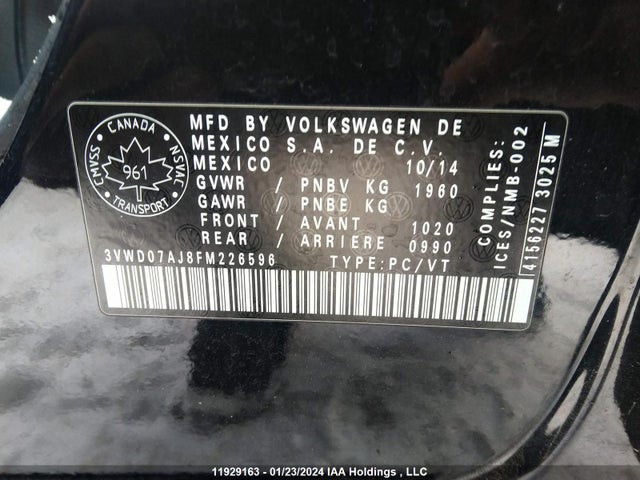 CANADA
CMVSS NSVAC
961
TRANSPORT
MFD BY VOLKSWAGEN DE
MEXICO S.A. DE C.V.
MEXICO 10/14
GVWR / PNBV KG 1960
GAWR / PNBE KG
FRONT / AVANT 1020
REAR / ARRIERE 0990
3VWD07AJ8FM226596 TYPE:PC/VT
COMPLIES:
ICES/NMB-002
4156227 3025 M
11929163 - 01/23/2024 IAA Holdings , LLC